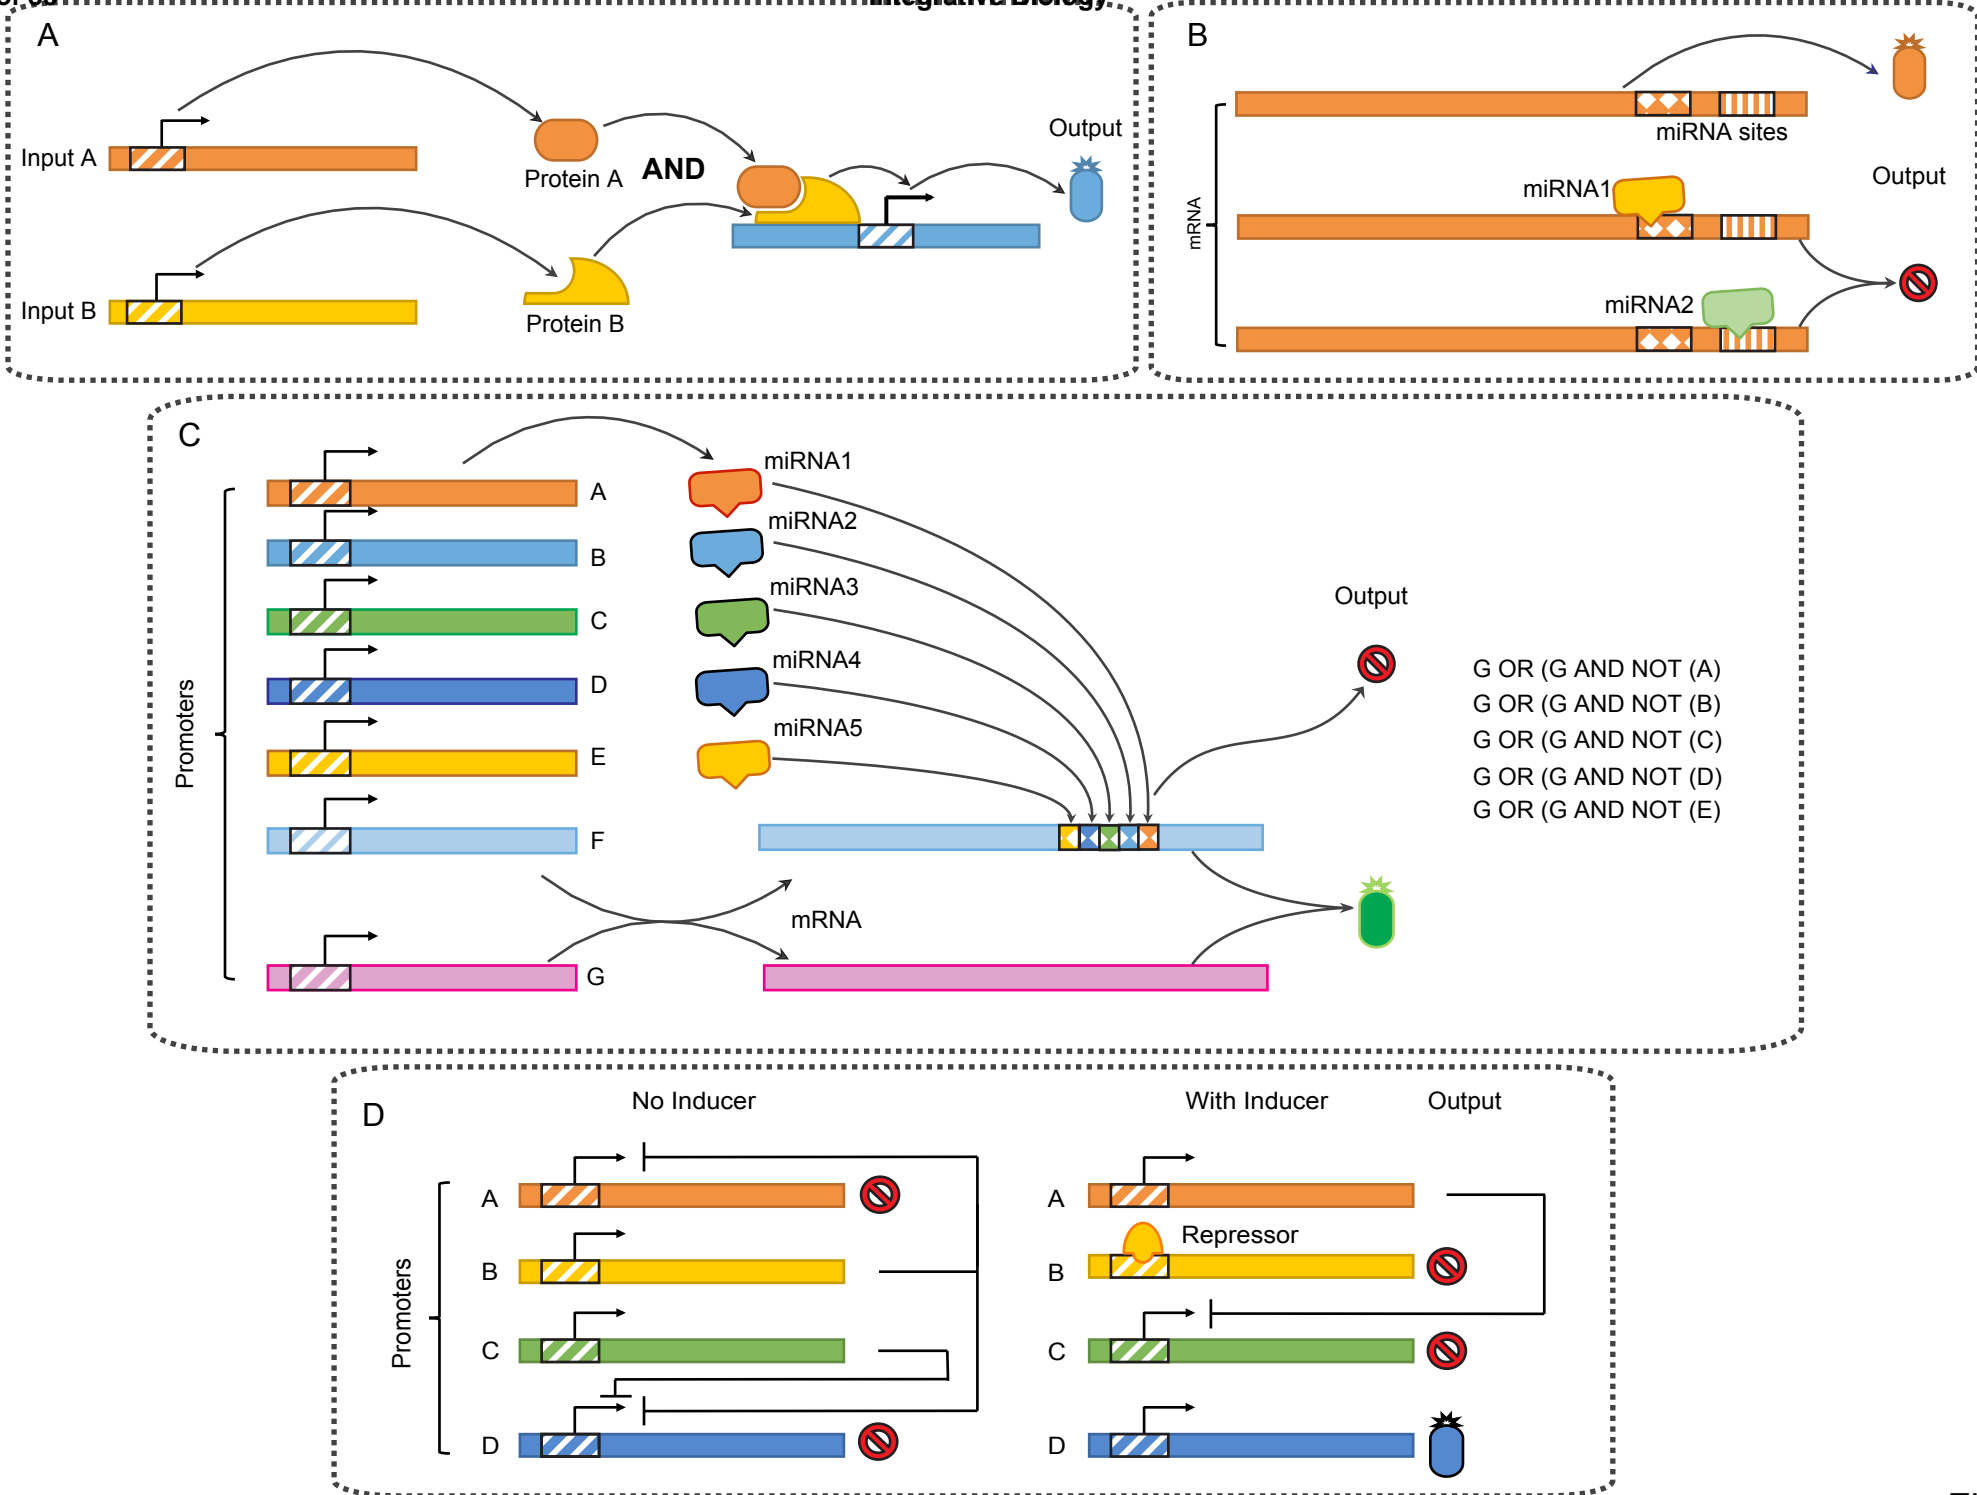 Integrative Biology
A
Input A
Protein A
AND
Output
Input B
Protein B
B
miRNA sites
miRNA1
Output
mRNA
miRNA2
C
Promoters
A
B
C
D
E
F
G
miRNA1
miRNA2
miRNA3
miRNA4
miRNA5
mRNA
Output
G OR (G AND NOT (A)
G OR (G AND NOT (B)
G OR (G AND NOT (C)
G OR (G AND NOT (D)
G OR (G AND NOT (E)
D
No Inducer
With Inducer
Output
Promoters
A
B
C
D
A
Repressor
B
C
D